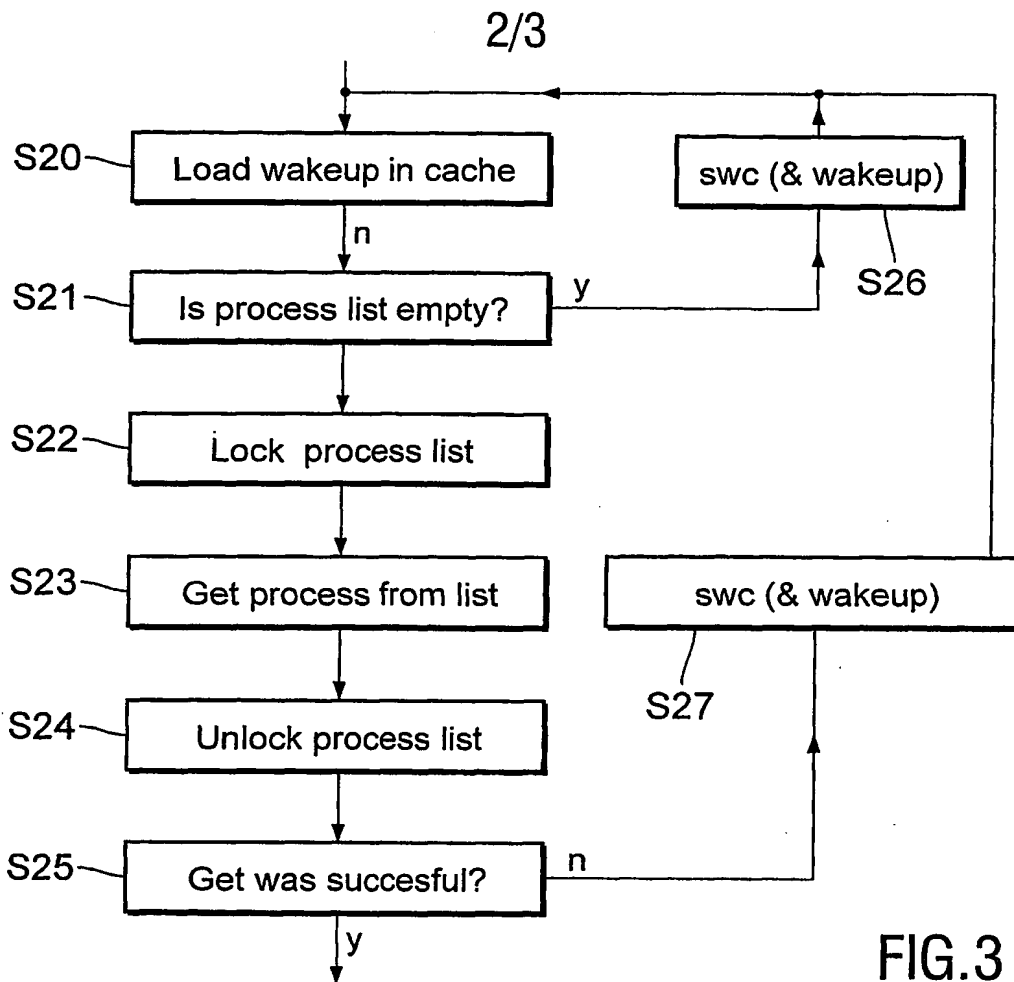 2/3
S20
Load wakeup in cache
swc (& wakeup)
S26
n
S21
Is process list empty?
y
S22
Lock process list
S23
Get process from list
swc (& wakeup)
S27
S24
Unlock process list
S25
Get was succesful?
n
y
FIG.3